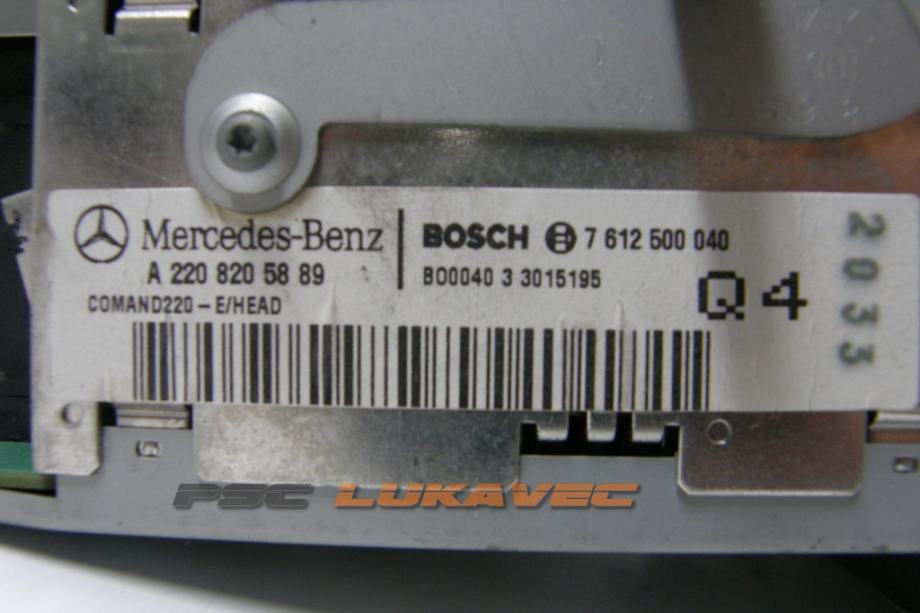 Mercedes-Benz
A 220 820 58 89
COMAND220-E/HEAD
BOSCH 7 612 500 040
BO0040 3 3015195
Q4
2033
PSC LUKAVEC